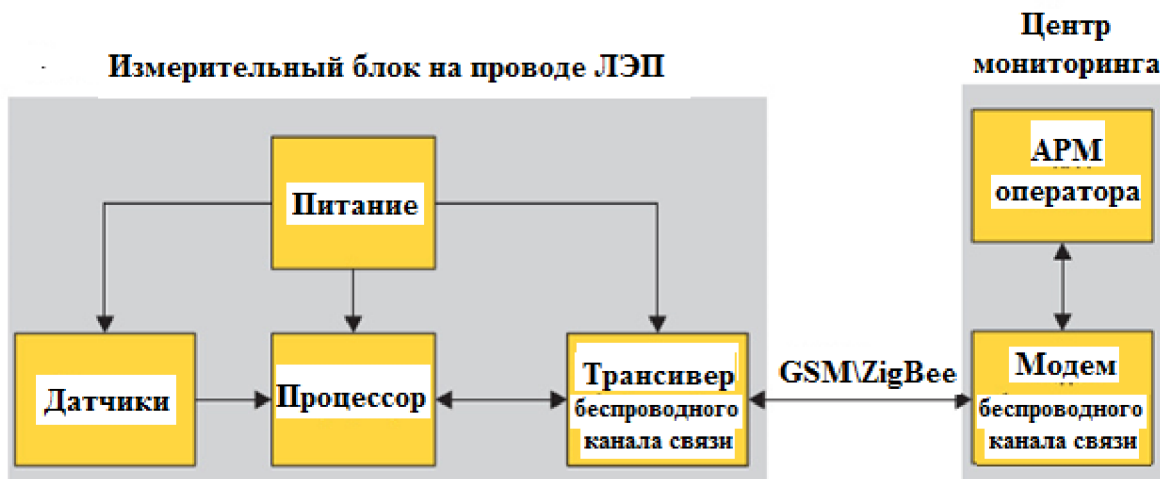 Измерительный блок на проводе ЛЭП
Центр
мониторинга
Питание
АРМ
оператора
Датчики
Процессор
Трансивер
беспроводного
канала связи
GSM\ZigBee
Модем
беспроводного
канала связи